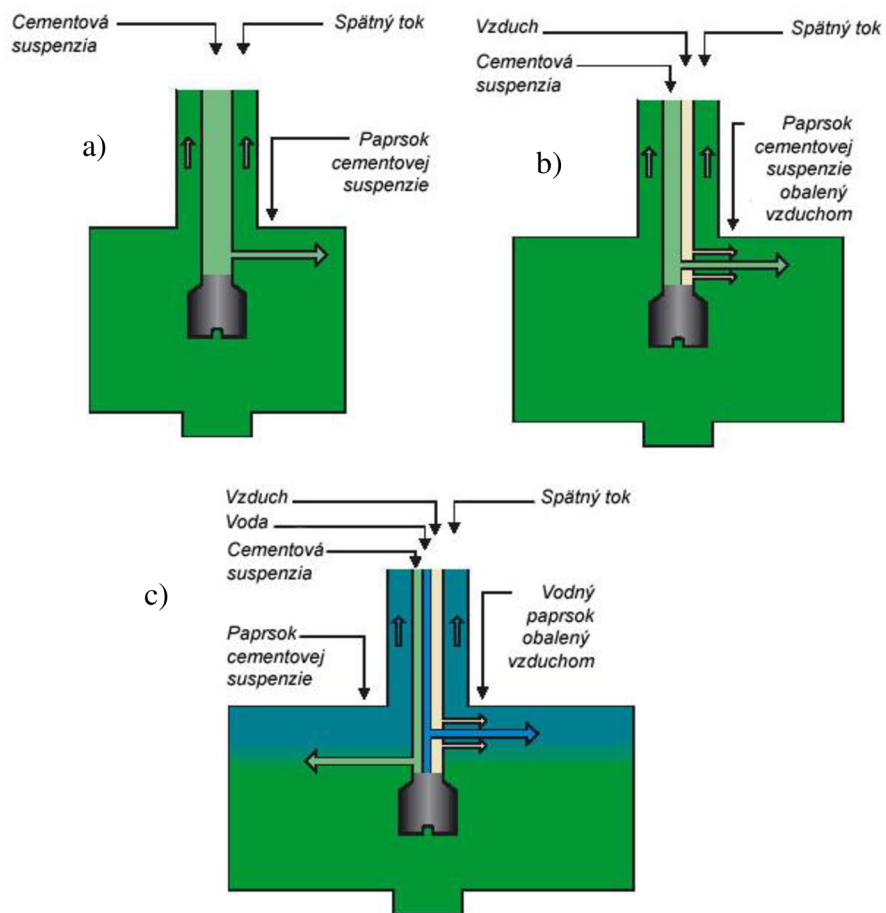 Cementová
suspenzia
Spätný tok
a)
Paprsok
cementovej
suspenzie
Vzduch
Spätný tok
Cementová
suspenzia
b)
Paprsok
cementovej
suspenzie
obalený
vzduchom
Vzduch
Spätný tok
Voda
Cementová
suspenzia
c)
Paprsok
cementovej
suspenzie
Vodný
paprsok
obalený
vzduchom